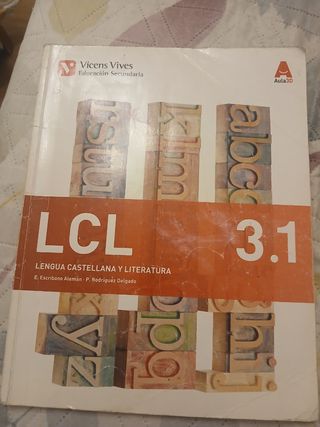 Vicens Vives
Educación Secundaria
Aula3D
LCL
3.1
LENGUA CASTELLANA Y LITERATURA
E. Escribano Alemán · P. Rodríguez Delgado